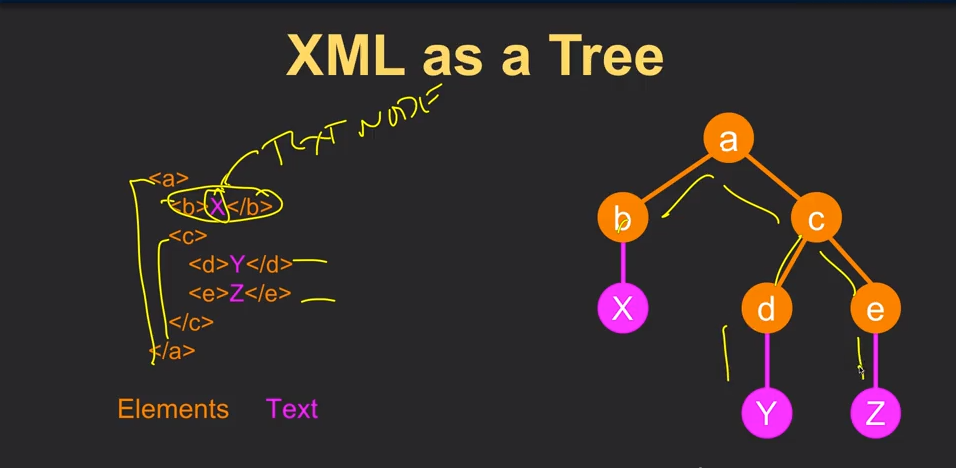 XML as a Tree
TEXT NODE
<a>
<b>X</b>
<c>
<d>Y</d>
<e>Z</e>
</c>
</a>
Elements Text
a
b c
X d e
Y Z